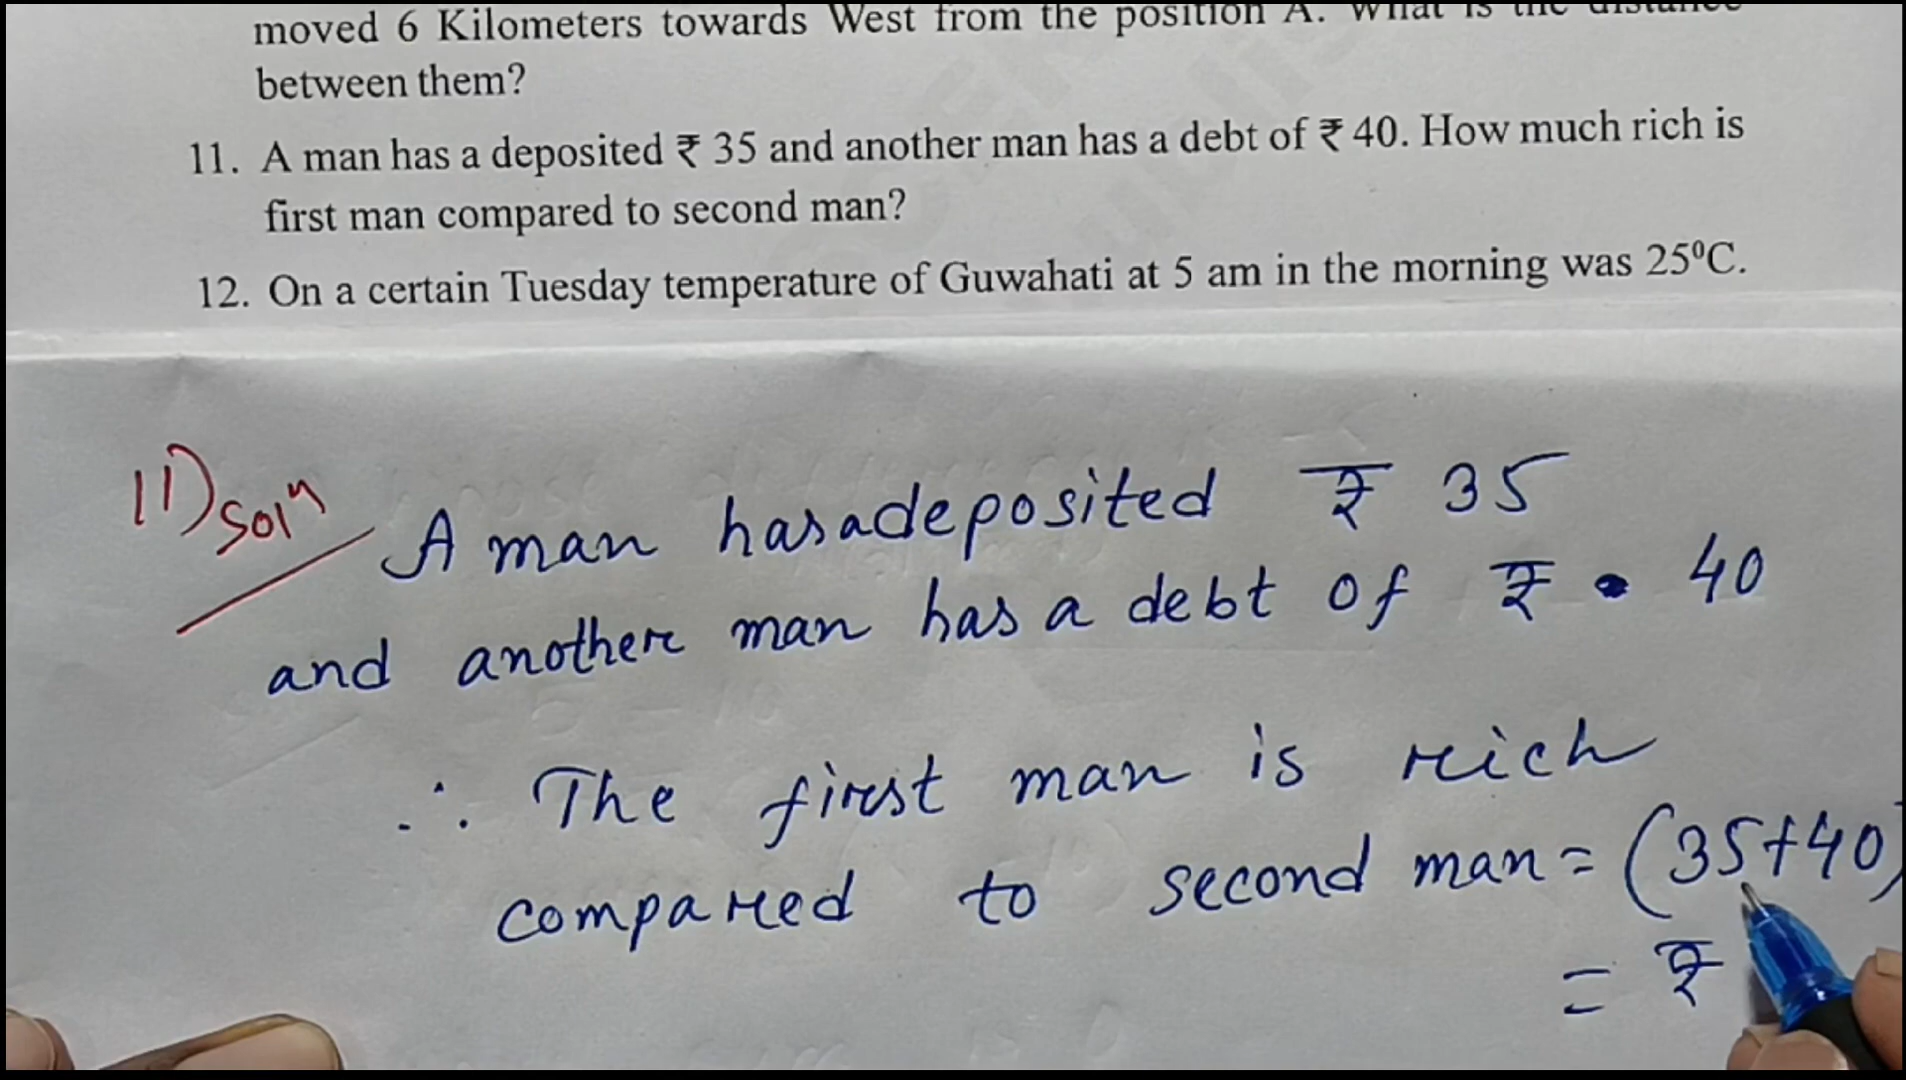 moved 6 Kilometers towards West from the position A. What is the distance
between them?
11. A man has a deposited ₹ 35 and another man has a debt of ₹ 40. How much rich is
first man compared to second man?
12. On a certain Tuesday temperature of Guwahati at 5 am in the morning was 25⁰C.
11) Solⁿ
A man has a deposited ₹ 35
and another man has a debt of ₹ 40
∴ The first man is rich
compared to second man = (35+40)
= ₹